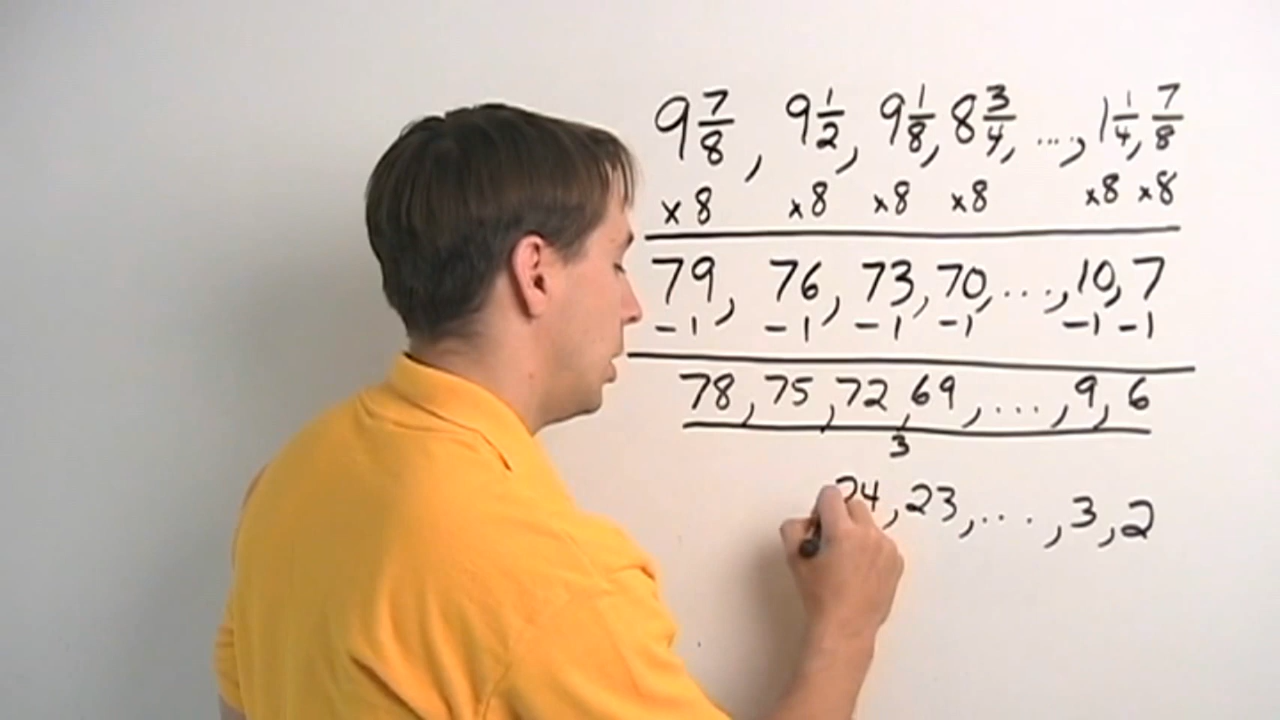 9 7/8, 9 1/2, 9 1/8, 8 3/4, ..., 1 1/4, 7/8
×8 ×8 ×8 ×8 ×8 ×8
79, 76, 73, 70, ..., 10, 7
−1 −1 −1 −1 −1 −1
78, 75, 72, 69, ..., 9, 6
3
24, 23, ..., 3, 2